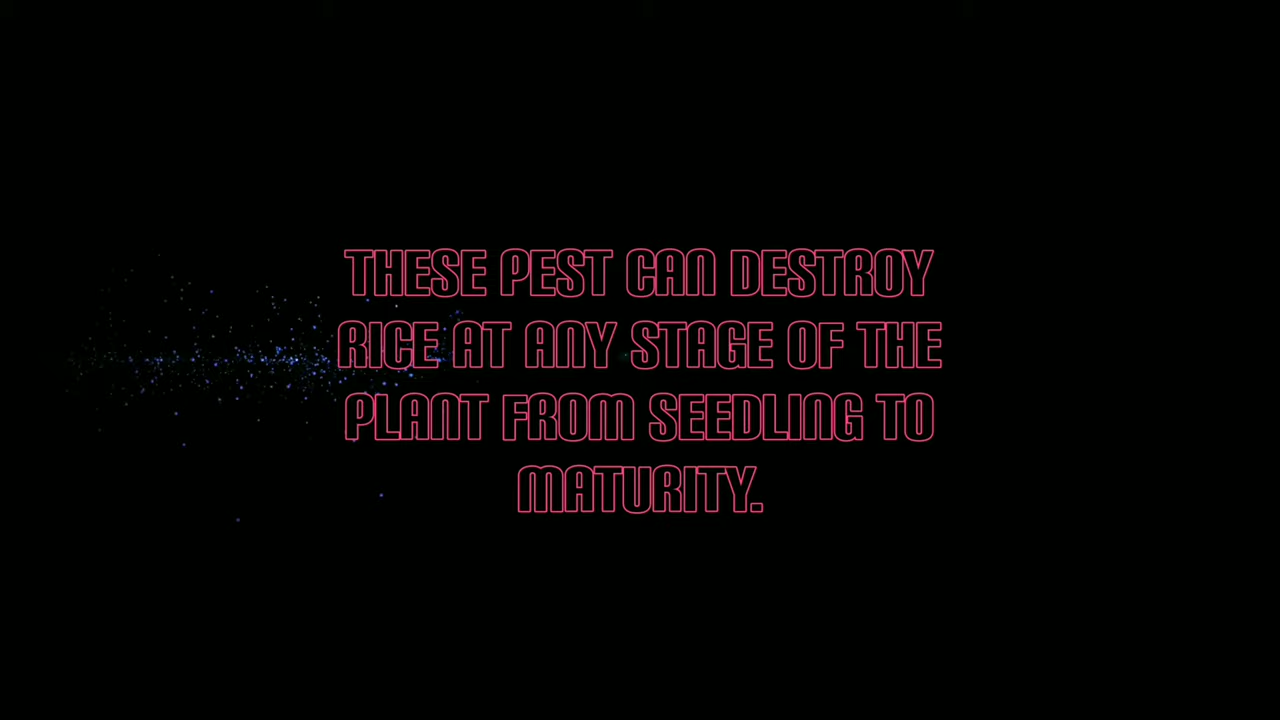 THESE PEST CAN DESTROY
RICE AT ANY STAGE OF THE
PLANT FROM SEEDLING TO
MATURITY.